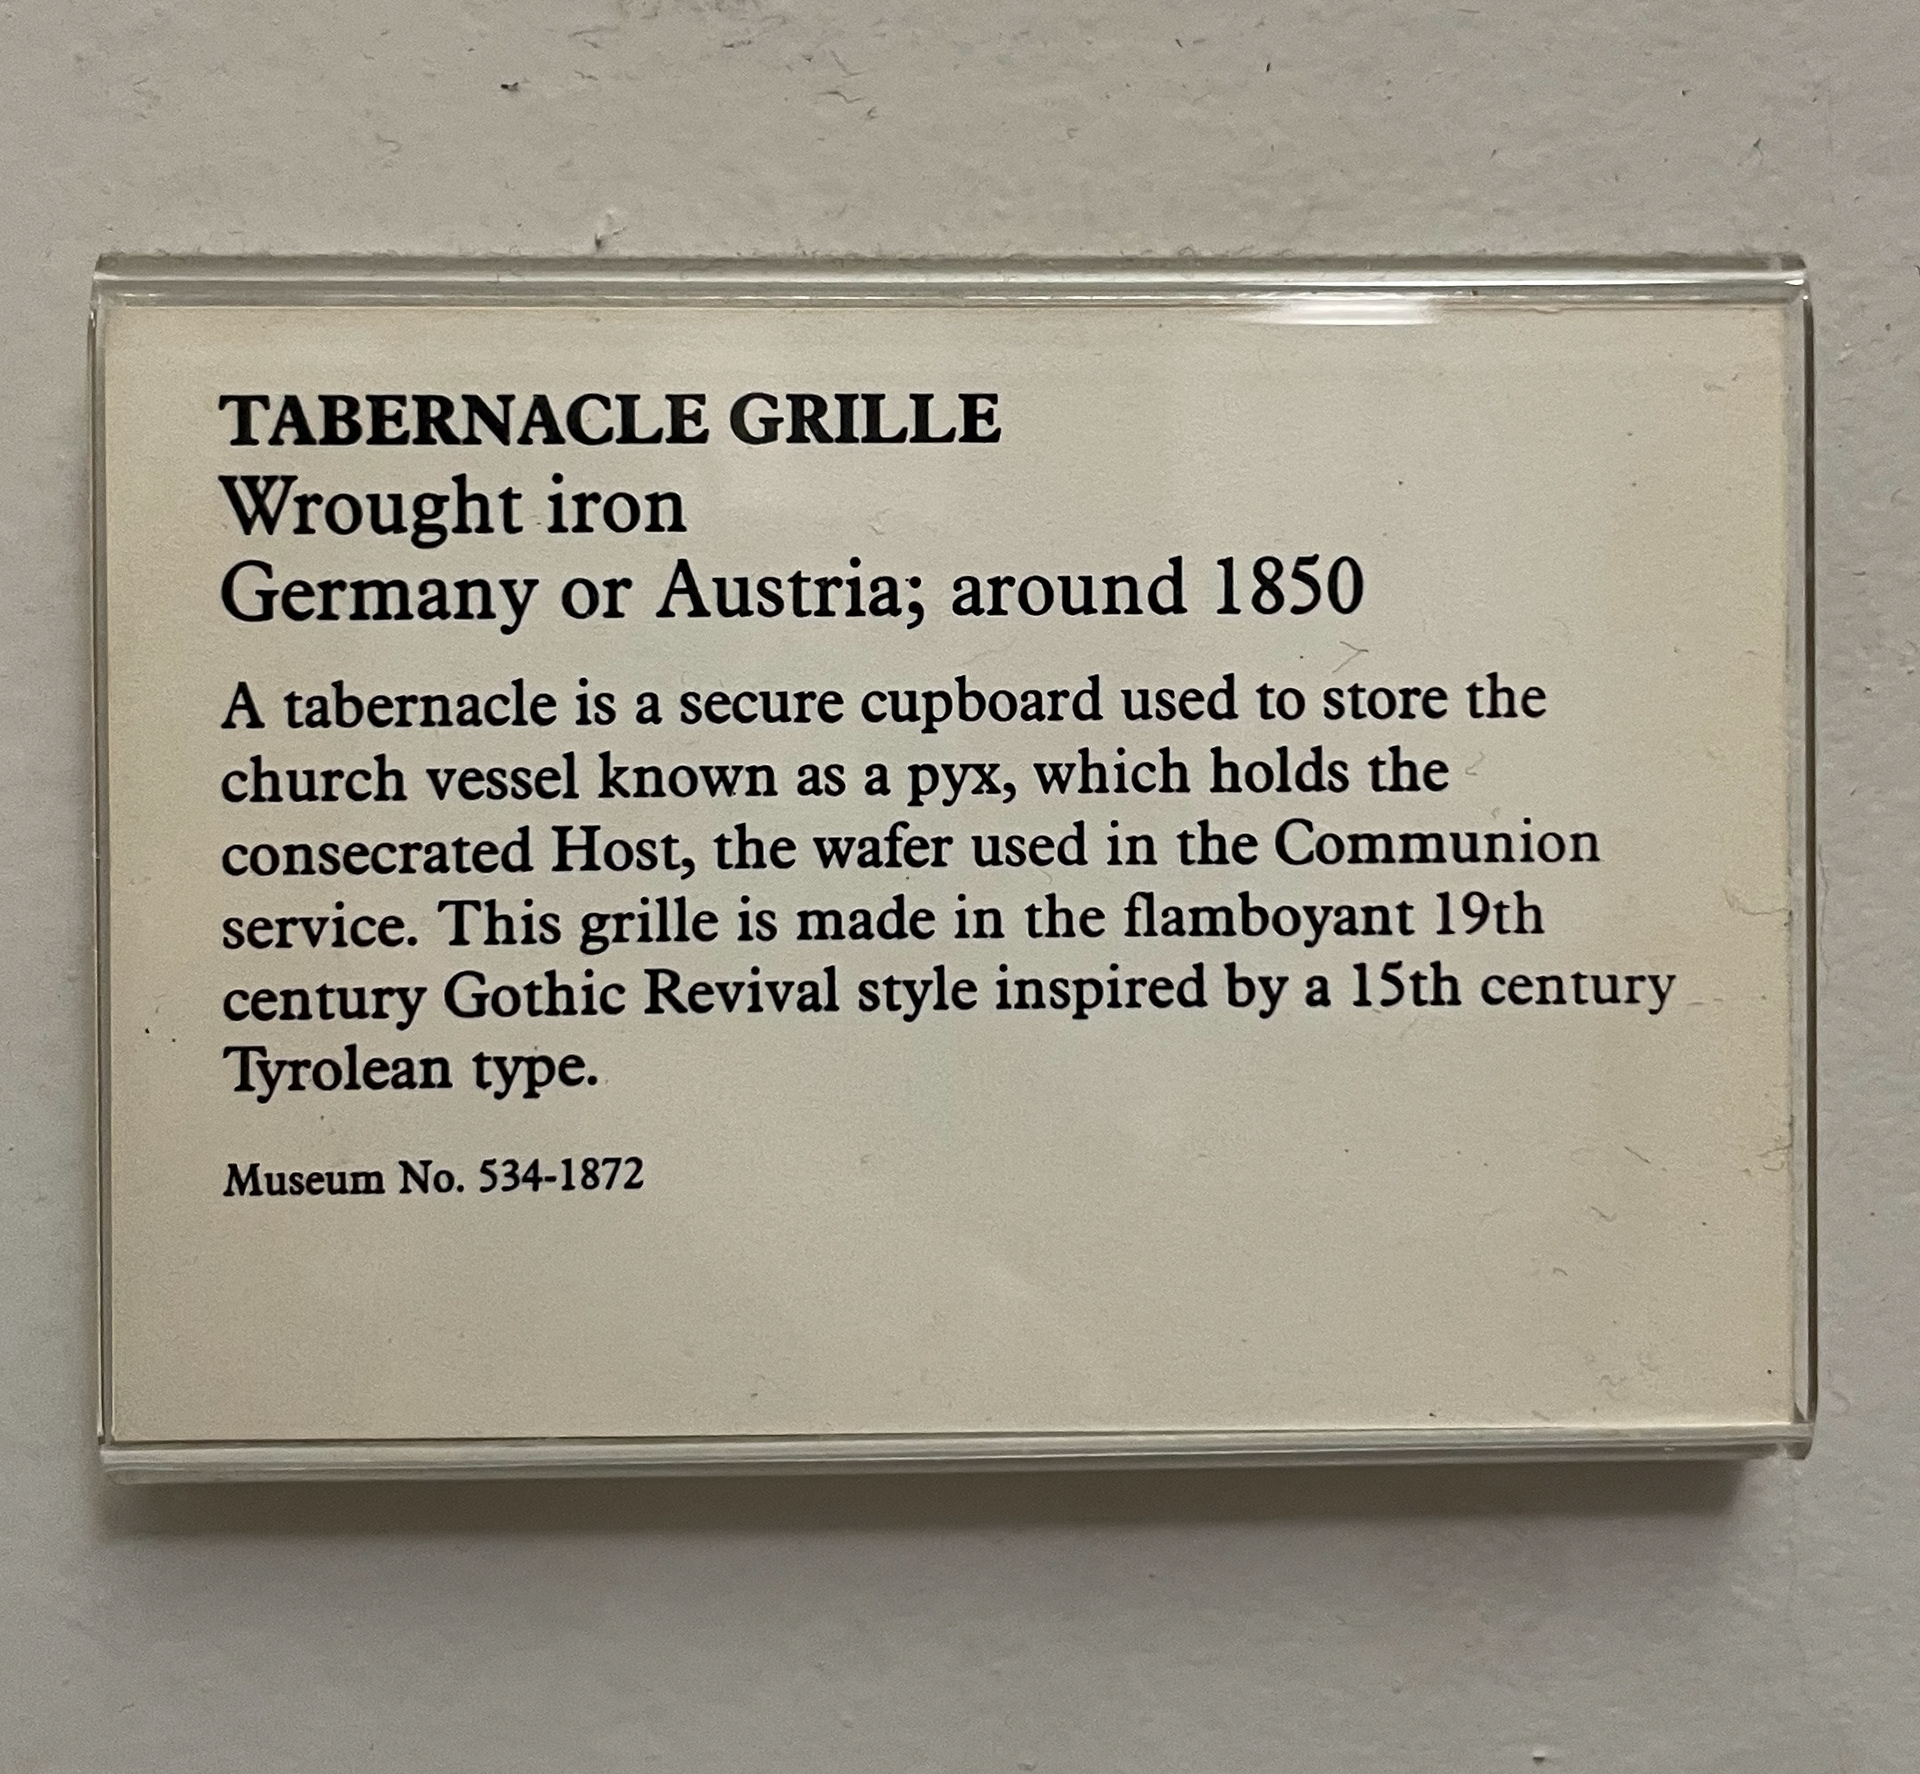 TABERNACLE GRILLE
Wrought iron
Germany or Austria; around 1850
A tabernacle is a secure cupboard used to store the
church vessel known as a pyx, which holds the
consecrated Host, the wafer used in the Communion
service. This grille is made in the flamboyant 19th
century Gothic Revival style inspired by a 15th century
Tyrolean type.
Museum No. 534-1872